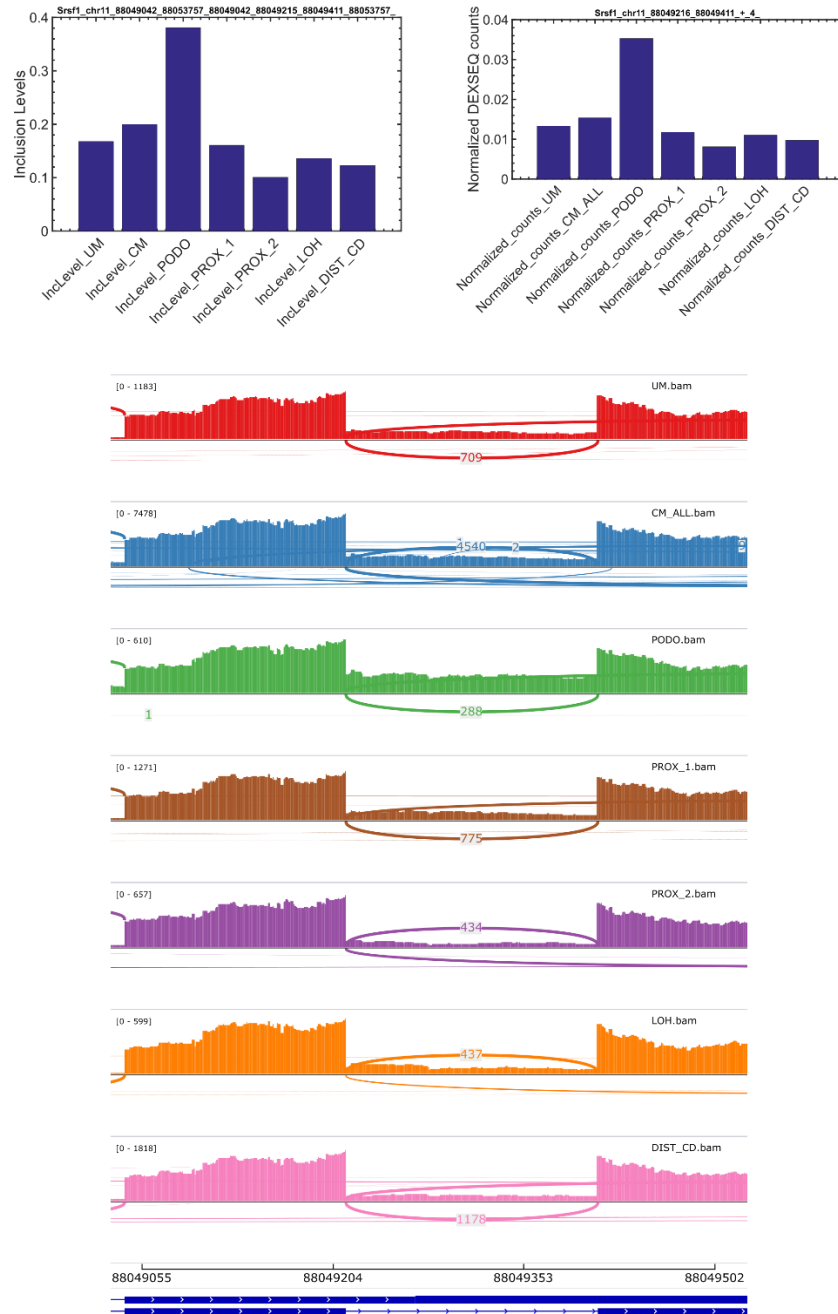 Srsf1_chr11_88049042_88053757_88049042_88049215_88049411_88053757_
Inclusion Levels
0.4
0.3
0.2
0.1
0
IncLevel_UM
IncLevel_CM
IncLevel_PODO
IncLevel_PROX_1
IncLevel_PROX_2
IncLevel_LOH
IncLevel_DIST_CD
Srsf1_chr11_88049216_88049411_+_4_
Normalized DEXSEQ counts
0.04
0.03
0.02
0.01
0
Normalized_counts_UM
Normalized_counts_CM_ALL
Normalized_counts_PODO
Normalized_counts_PROX_1
Normalized_counts_PROX_2
Normalized_counts_LOH
Normalized_counts_DIST_CD
[0 - 1183]
UM.bam
709
[0 - 7478]
CM_ALL.bam
4540
2
[0 - 610]
PODO.bam
1
288
[0 - 1271]
PROX_1.bam
775
[0 - 657]
PROX_2.bam
434
[0 - 599]
LOH.bam
437
[0 - 1818]
DIST_CD.bam
1178
88049055 88049204 88049353 88049502